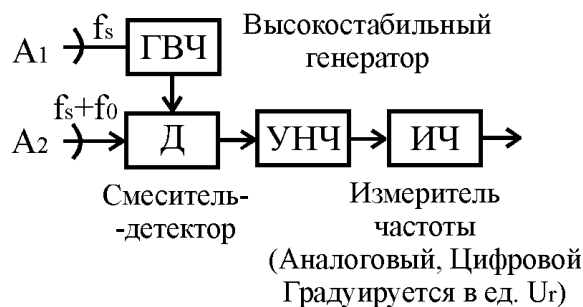 A1 fs ГВЧ Высокостабильный
генератор
fs+f0
A2 Д УНЧ ИЧ
Смеситель-
-детектор
Измеритель
частоты
(Аналоговый, Цифровой
Градуируется в ед. Ur)